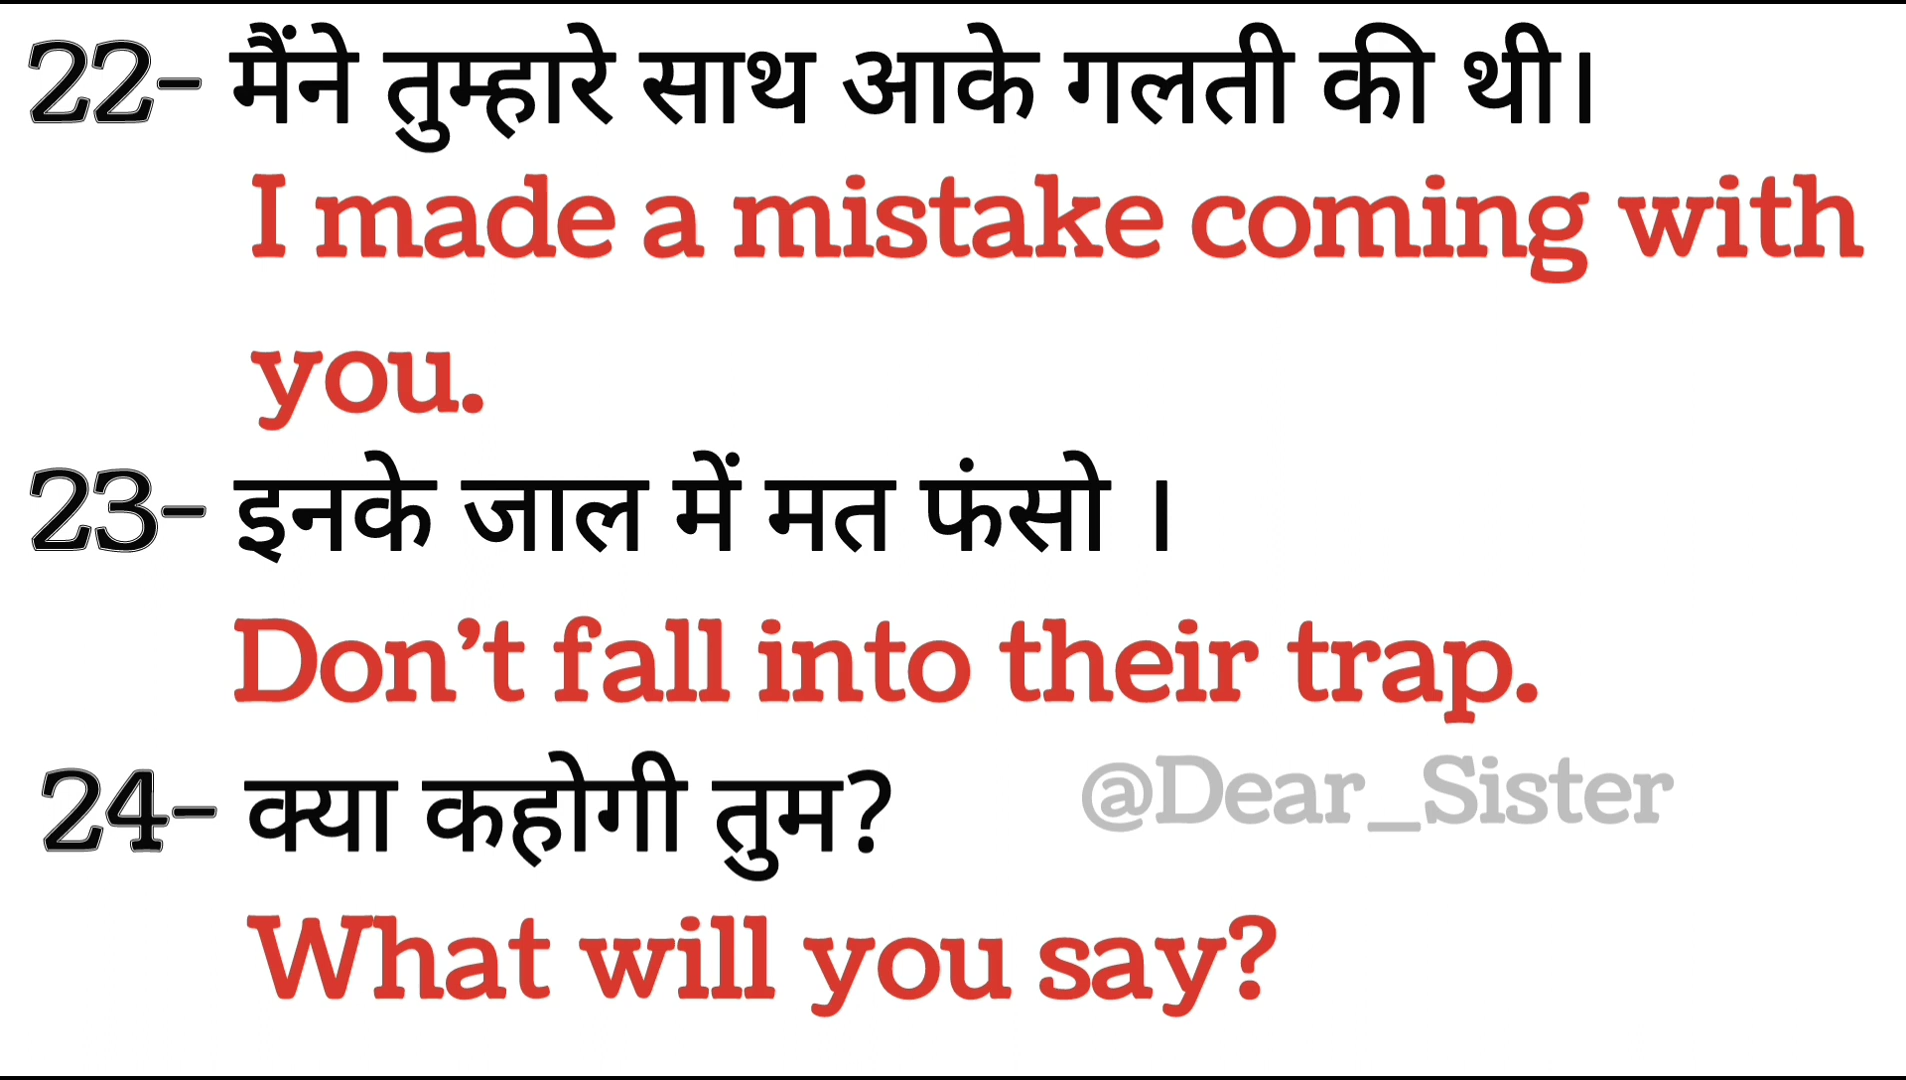 22- मैंने तुम्हारे साथ आके गलती की थी।
I made a mistake coming with
you.
23- इनके जाल में मत फंसो ।
Don’t fall into their trap.
24- क्या कहोगी तुम?
@Dear_Sister
What will you say?